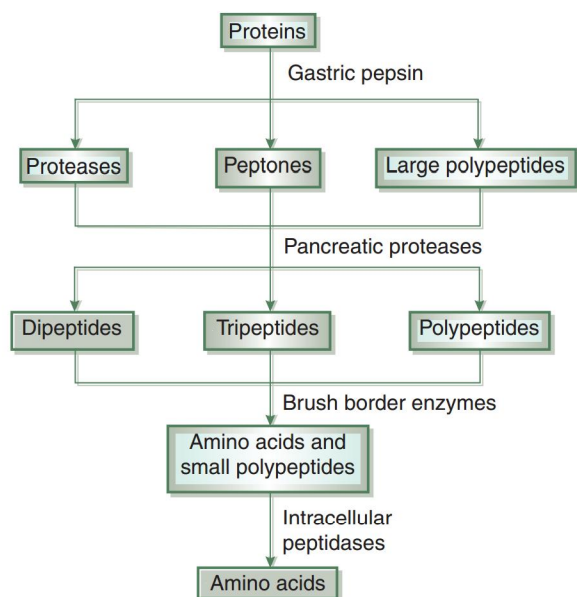 Proteins
Gastric pepsin
Proteases
Peptones
Large polypeptides
Pancreatic proteases
Dipeptides
Tripeptides
Polypeptides
Brush border enzymes
Amino acids and
small polypeptides
Intracellular
peptidases
Amino acids